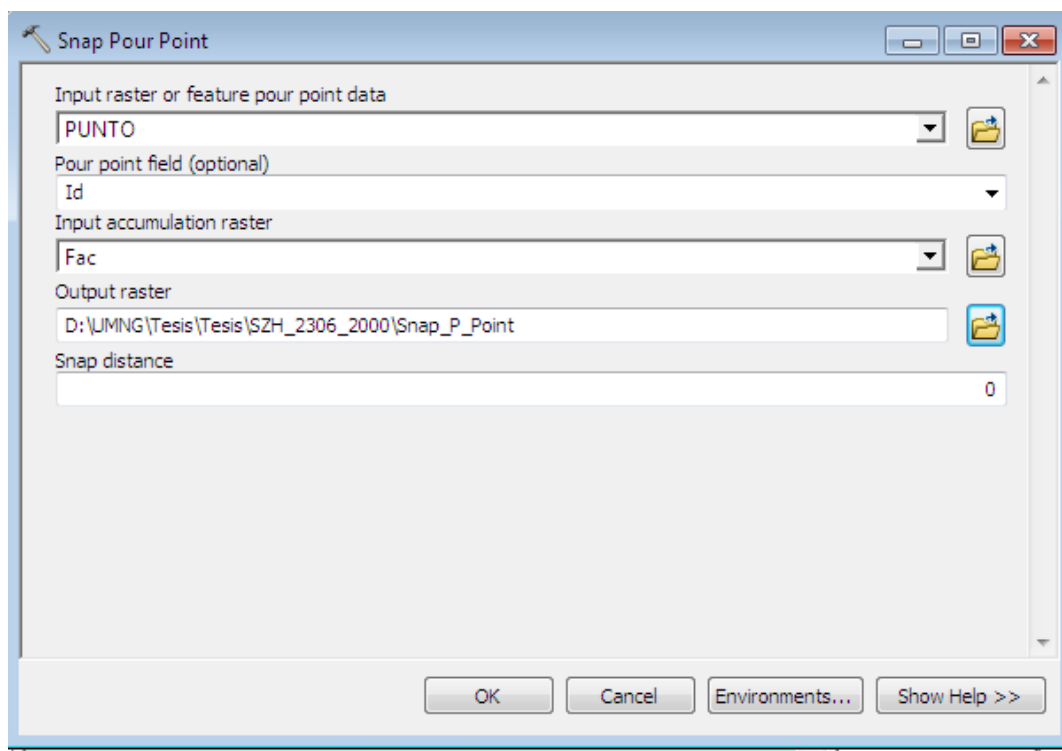 Snap Pour Point
Input raster or feature pour point data
PUNTO
Pour point field (optional)
Id
Input accumulation raster
Fac
Output raster
D:\UMNG\Tesis\Tesis\SZH_2306_2000\Snap_P_Point
Snap distance
0
OK Cancel Environments... Show Help >>